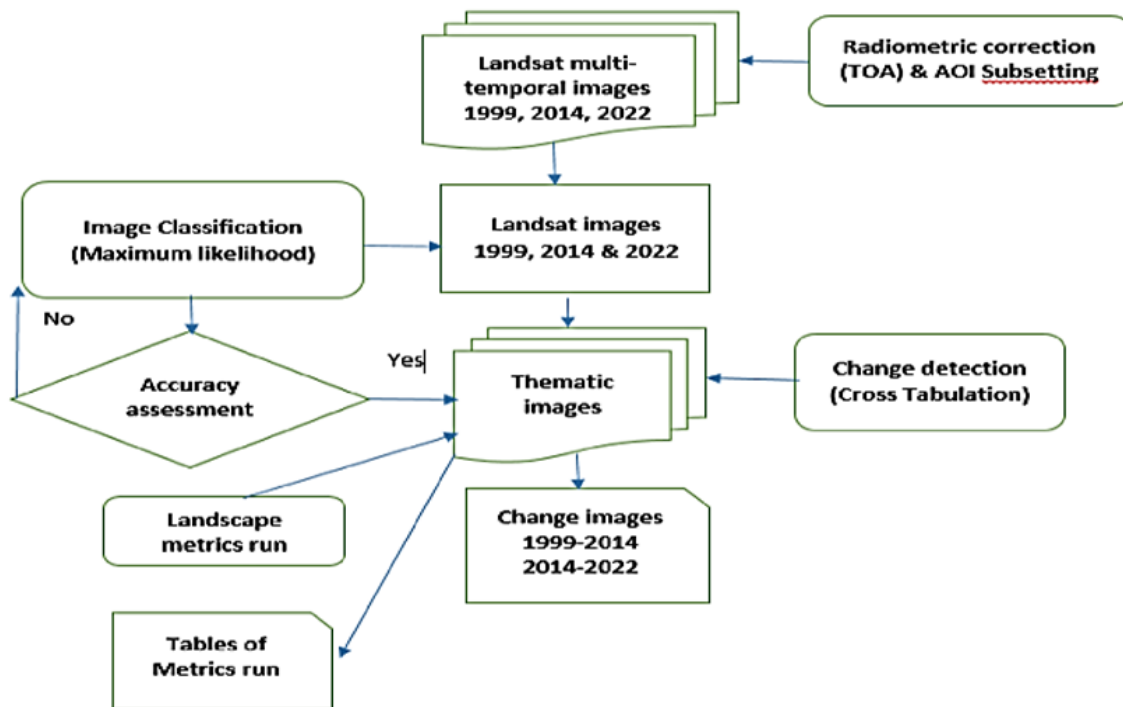 Landsat multi-
temporal images
1999, 2014, 2022
Radiometric correction
(TOA) & AOI Subsetting
Image Classification
(Maximum likelihood)
Landsat images
1999, 2014 & 2022
No
Yes
Accuracy
assessment
Thematic
images
Change detection
(Cross Tabulation)
Landscape
metrics run
Change images
1999-2014
2014-2022
Tables of
Metrics run